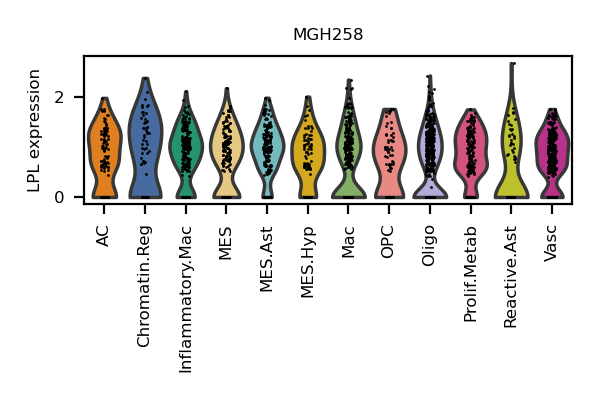 MGH258
LPL expression
2
0
AC
Chromatin.Reg
Inflammatory.Mac
MES
MES.Ast
MES.Hyp
Mac
OPC
Oligo
Prolif.Metab
Reactive.Ast
Vasc